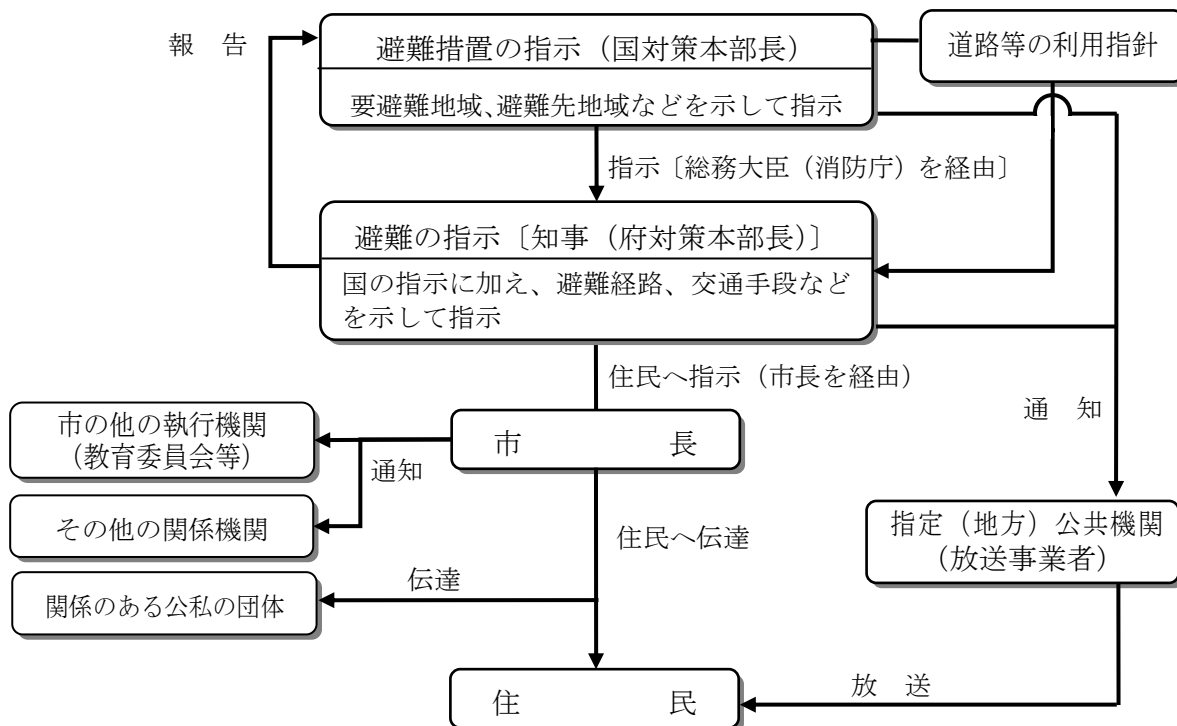 報　告
避難措置の指示（国対策本部長）
要避難地域、避難先地域などを示して指示
道路等の利用指針
指示〔総務大臣（消防庁）を経由〕
避難の指示〔知事（府対策本部長）〕
国の指示に加え、避難経路、交通手段など
を示して指示
住民へ指示（市長を経由）
通　知
市の他の執行機関
（教育委員会等）
市　　　　　長
通知
その他の関係機関
住民へ伝達
指定（地方）公共機関
（放送事業者）
伝達
関係のある公私の団体
住　　　　　民
放　送